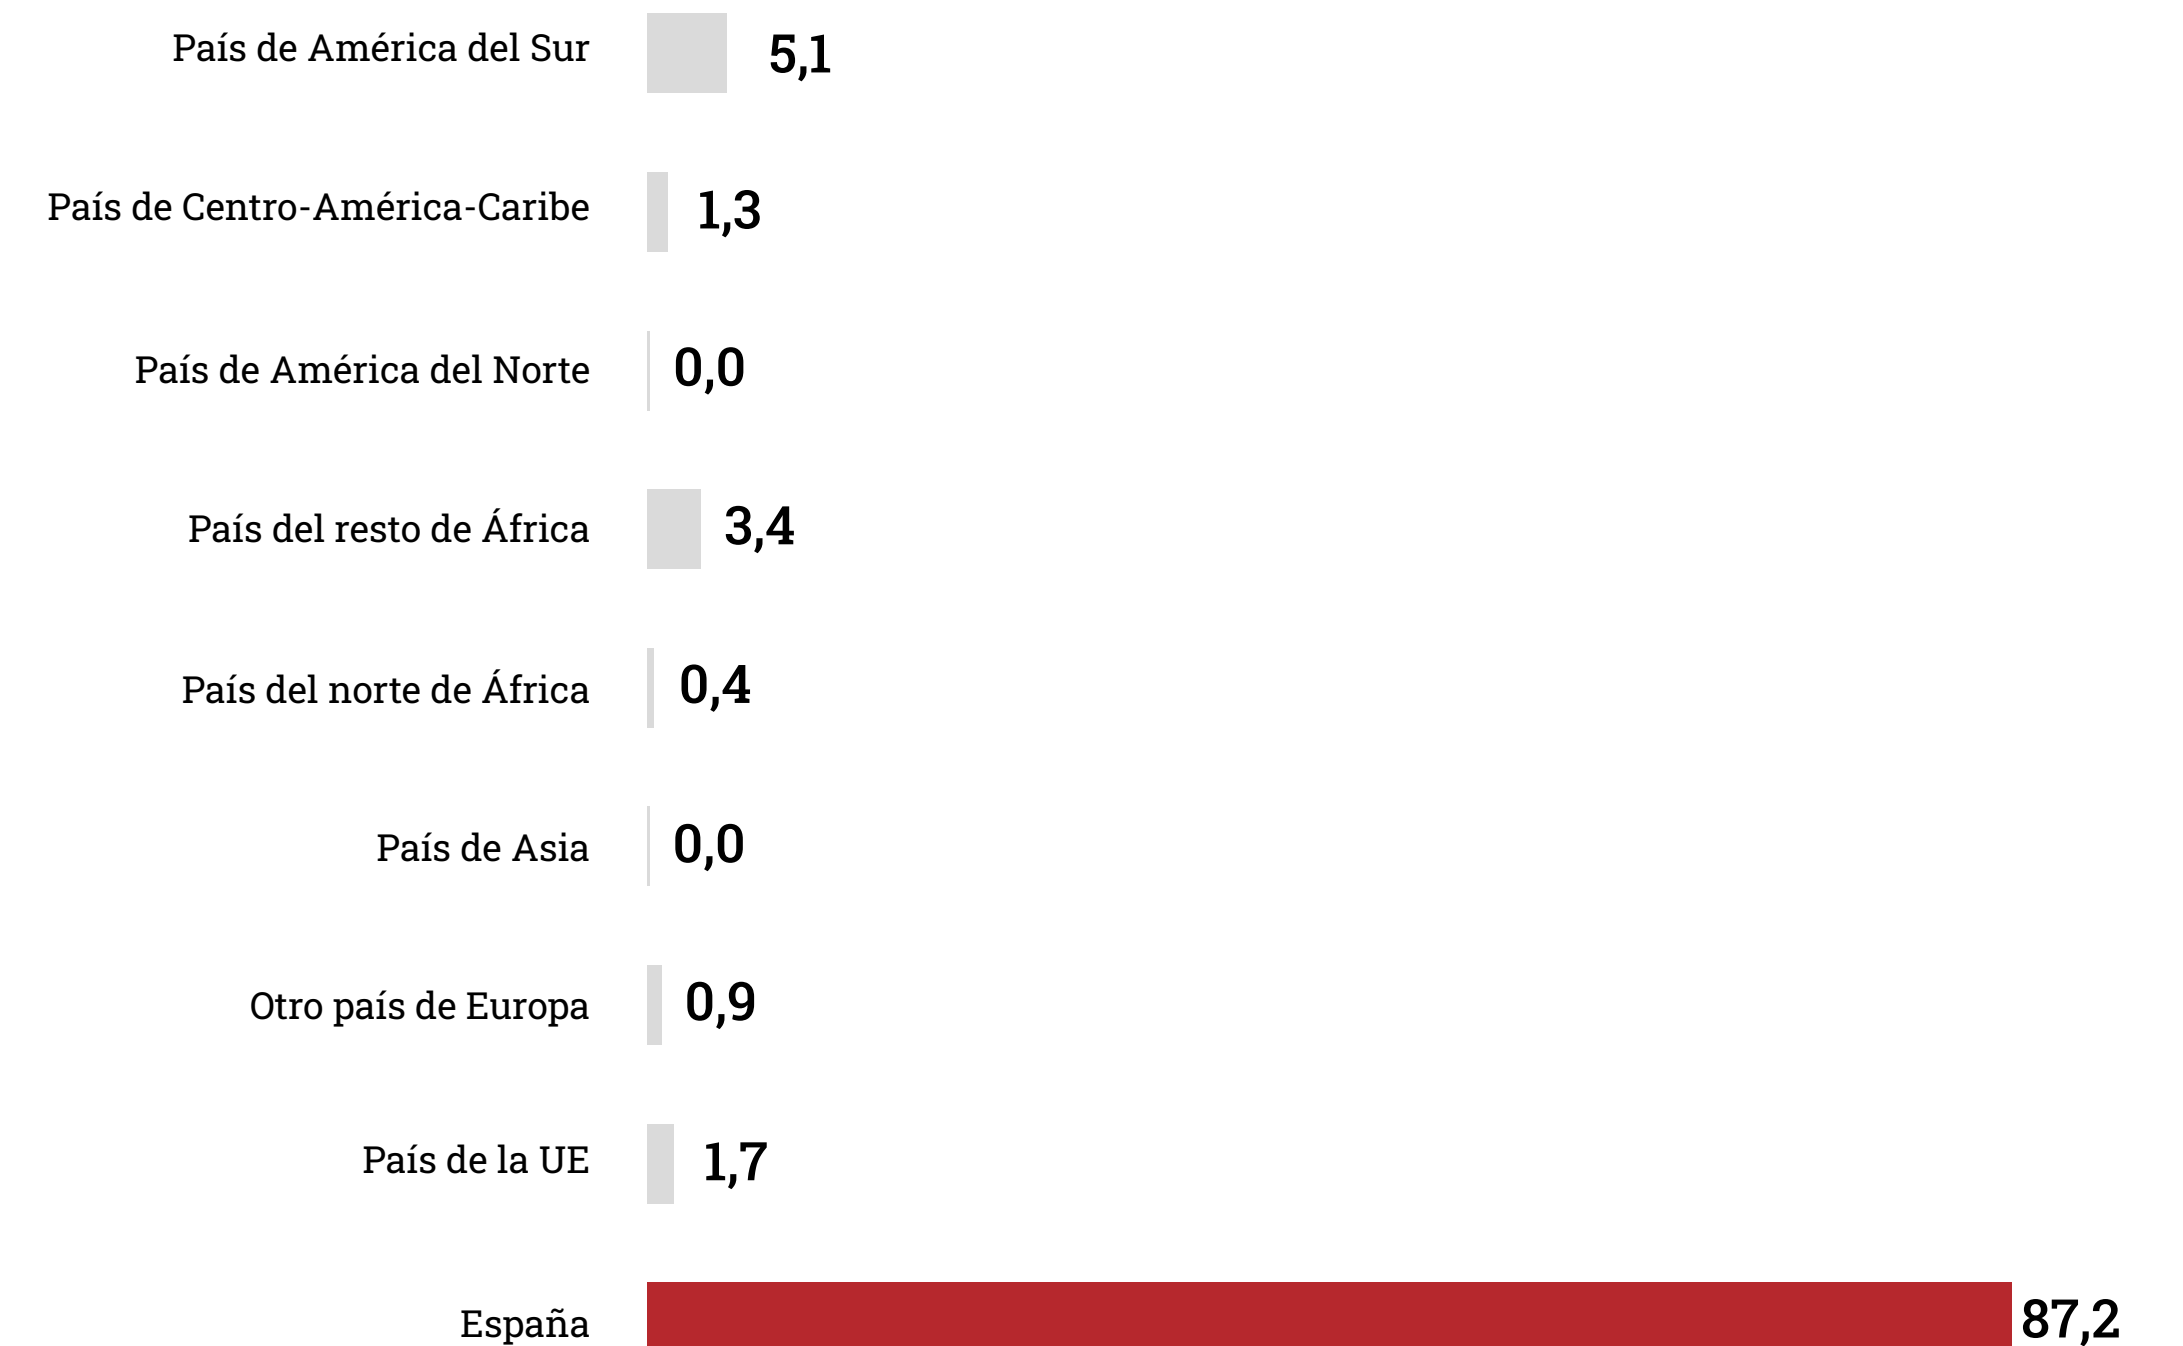 País de América del Sur 5,1
País de Centro-América-Caribe 1,3
País de América del Norte 0,0
País del resto de África 3,4
País del norte de África 0,4
País de Asia 0,0
Otro país de Europa 0,9
País de la UE 1,7
España 87,2